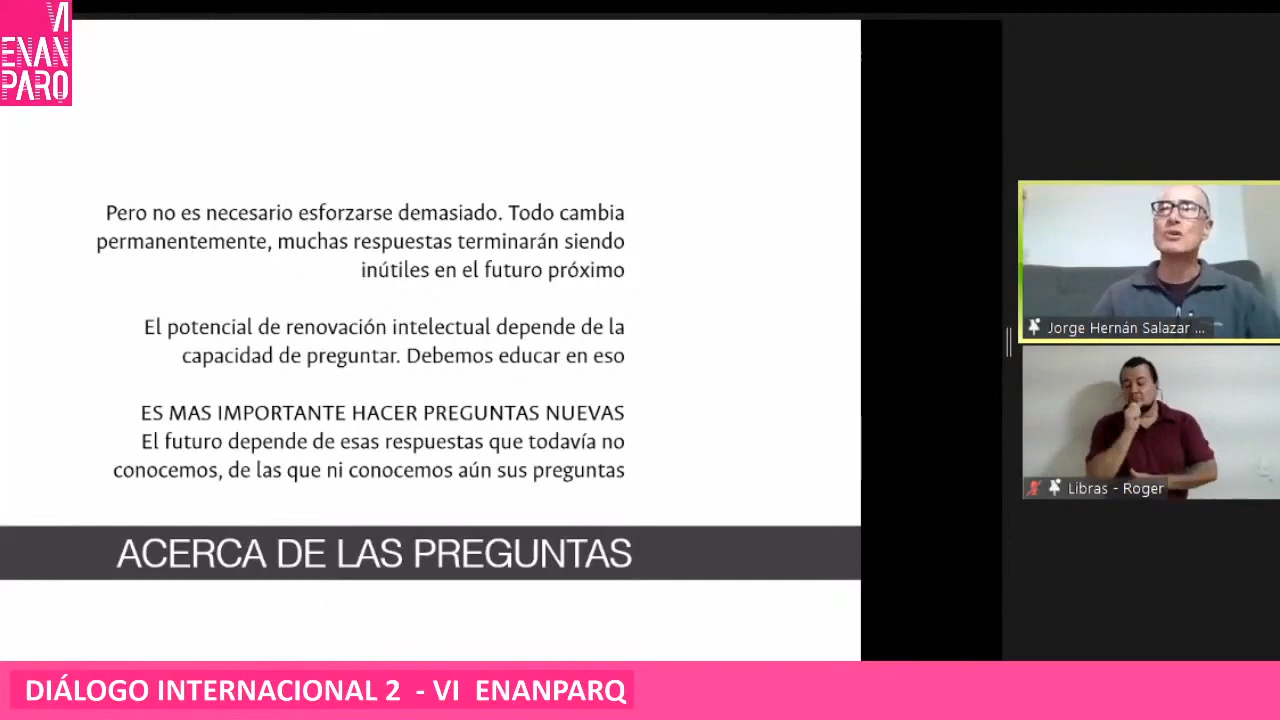 VI
ENAN
PARQ
Pero no es necesario esforzarse demasiado. Todo cambia
permanentemente, muchas respuestas terminarán siendo
inútiles en el futuro próximo
El potencial de renovación intelectual depende de la
capacidad de preguntar. Debemos educar en eso
ES MAS IMPORTANTE HACER PREGUNTAS NUEVAS
El futuro depende de esas respuestas que todavía no
conocemos, de las que ni conocemos aún sus preguntas
ACERCA DE LAS PREGUNTAS
Jorge Hernán Salazar ...
Libras - Roger
DIÁLOGO INTERNACIONAL 2 - VI ENANPARQ